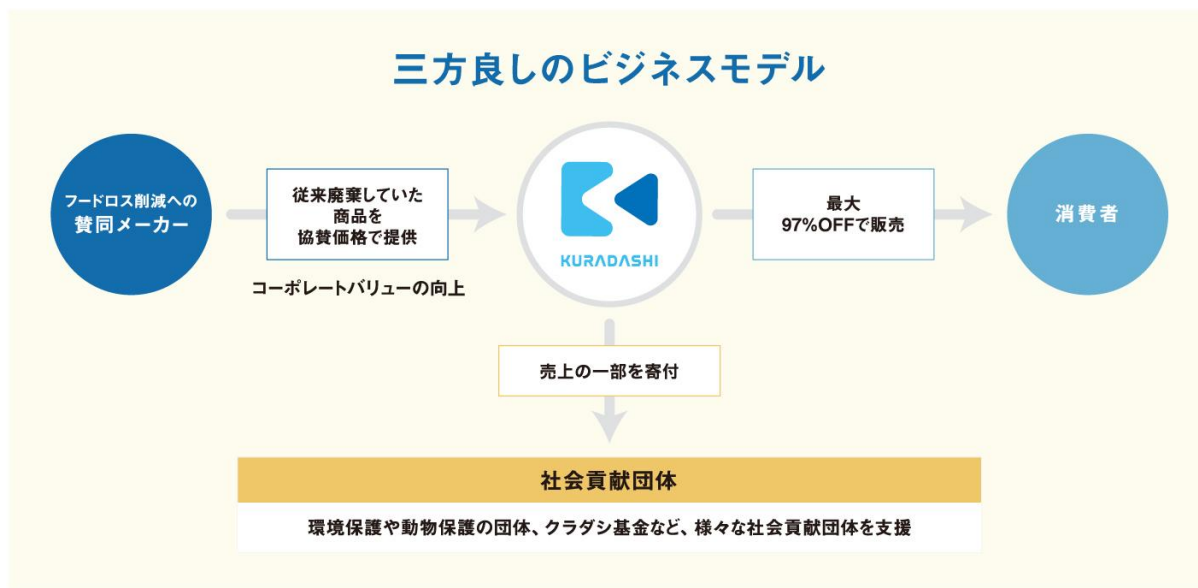 三方良しのビジネスモデル
フードロス削減への
賛同メーカー
従来廃棄していた
商品を
協賛価格で提供
コーポレートバリューの向上
KURADASHI
最大
97%OFFで販売
消費者
売上の一部を寄付
社会貢献団体
環境保護や動物保護の団体、クラダシ基金など、様々な社会貢献団体を支援